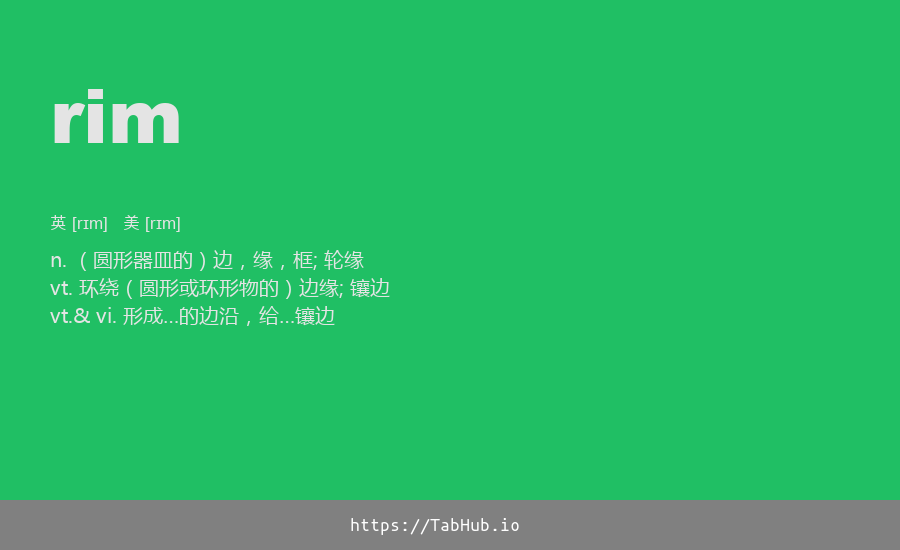 rim
英 [rɪm] 美 [rɪm]
n. （圆形器皿的）边，缘，框; 轮缘
vt. 环绕（圆形或环形物的）边缘; 镶边
vt.& vi. 形成…的边沿，给…镶边
https://TabHub.io